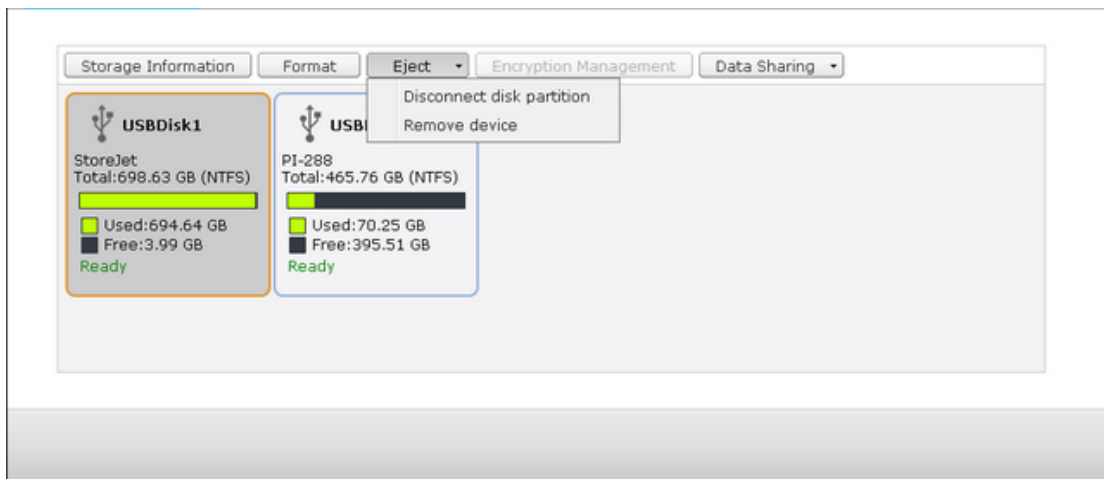 Storage Information Format Eject Encryption Management Data Sharing
Disconnect disk partition
Remove device
USBDisk1
StoreJet
Total:698.63 GB (NTFS)
Used:694.64 GB
Free:3.99 GB
Ready
PI-288
Total:465.76 GB (NTFS)
Used:70.25 GB
Free:395.51 GB
Ready